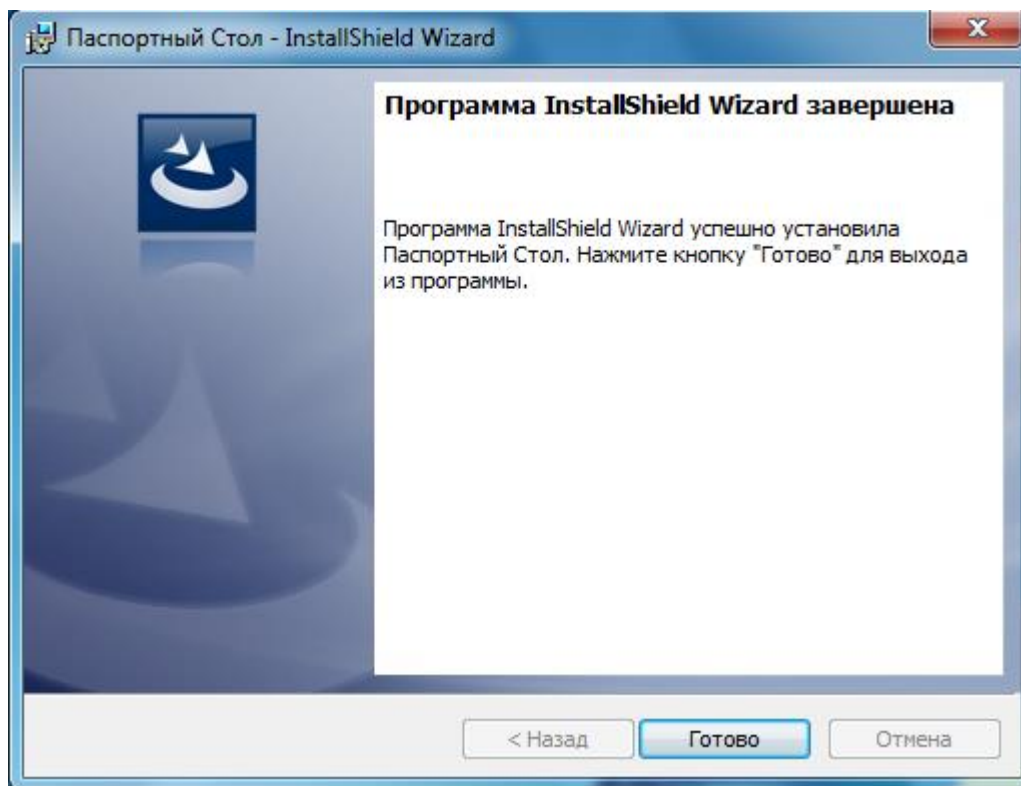 Паспортный Стол - InstallShield Wizard
Программа InstallShield Wizard завершена
Программа InstallShield Wizard успешно установила
Паспортный Стол. Нажмите кнопку "Готово" для выхода
из программы.
< Назад
Готово
Отмена